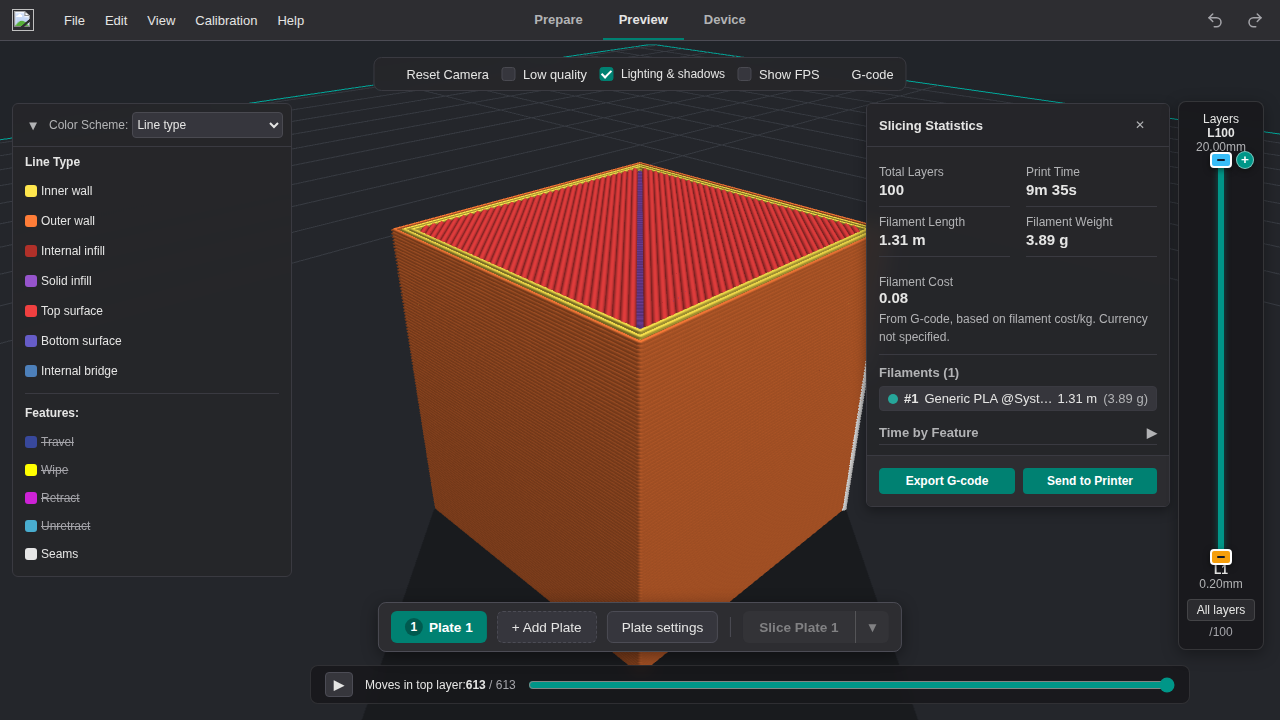 File Edit View Calibration Help
Prepare Preview Device
Reset Camera Low quality Lighting & shadows Show FPS G-code
▼ Color Scheme: Line type
Line Type
Inner wall
Outer wall
Internal infill
Solid infill
Top surface
Bottom surface
Internal bridge
Features:
Travel
Wipe
Retract
Unretract
Seams
Slicing Statistics ×
Total Layers Print Time
100 9m 35s
Filament Length Filament Weight
1.31 m 3.89 g
Filament Cost
0.08
From G-code, based on filament cost/kg. Currency
not specified.
Filaments (1)
#1 Generic PLA @Syst… 1.31 m (3.89 g)
Time by Feature ▶
Export G-code Send to Printer
Layers
L100
20.00mm
− +
−
L1
0.20mm
All layers
/100
1 Plate 1 + Add Plate Plate settings Slice Plate 1 ▼
▶ Moves in top layer:613 / 613